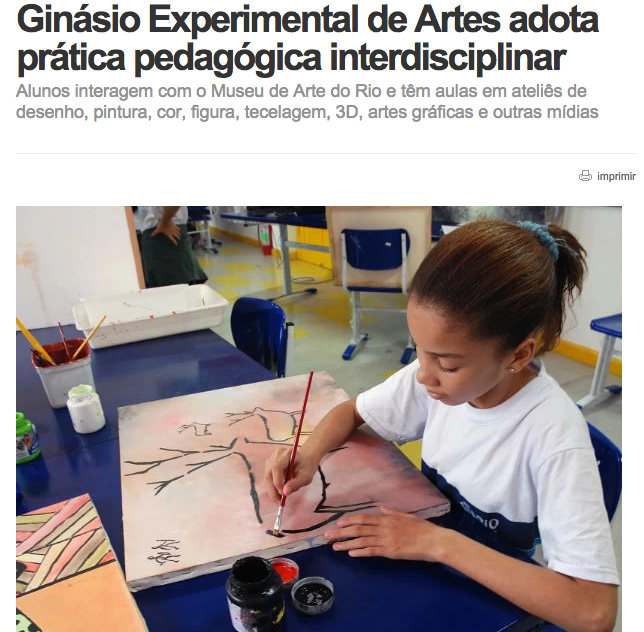 Ginásio Experimental de Artes adota
prática pedagógica interdisciplinar
Alunos interagem com o Museu de Arte do Rio e têm aulas em ateliês de
desenho, pintura, cor, figura, tecelagem, 3D, artes gráficas e outras mídias
imprimir